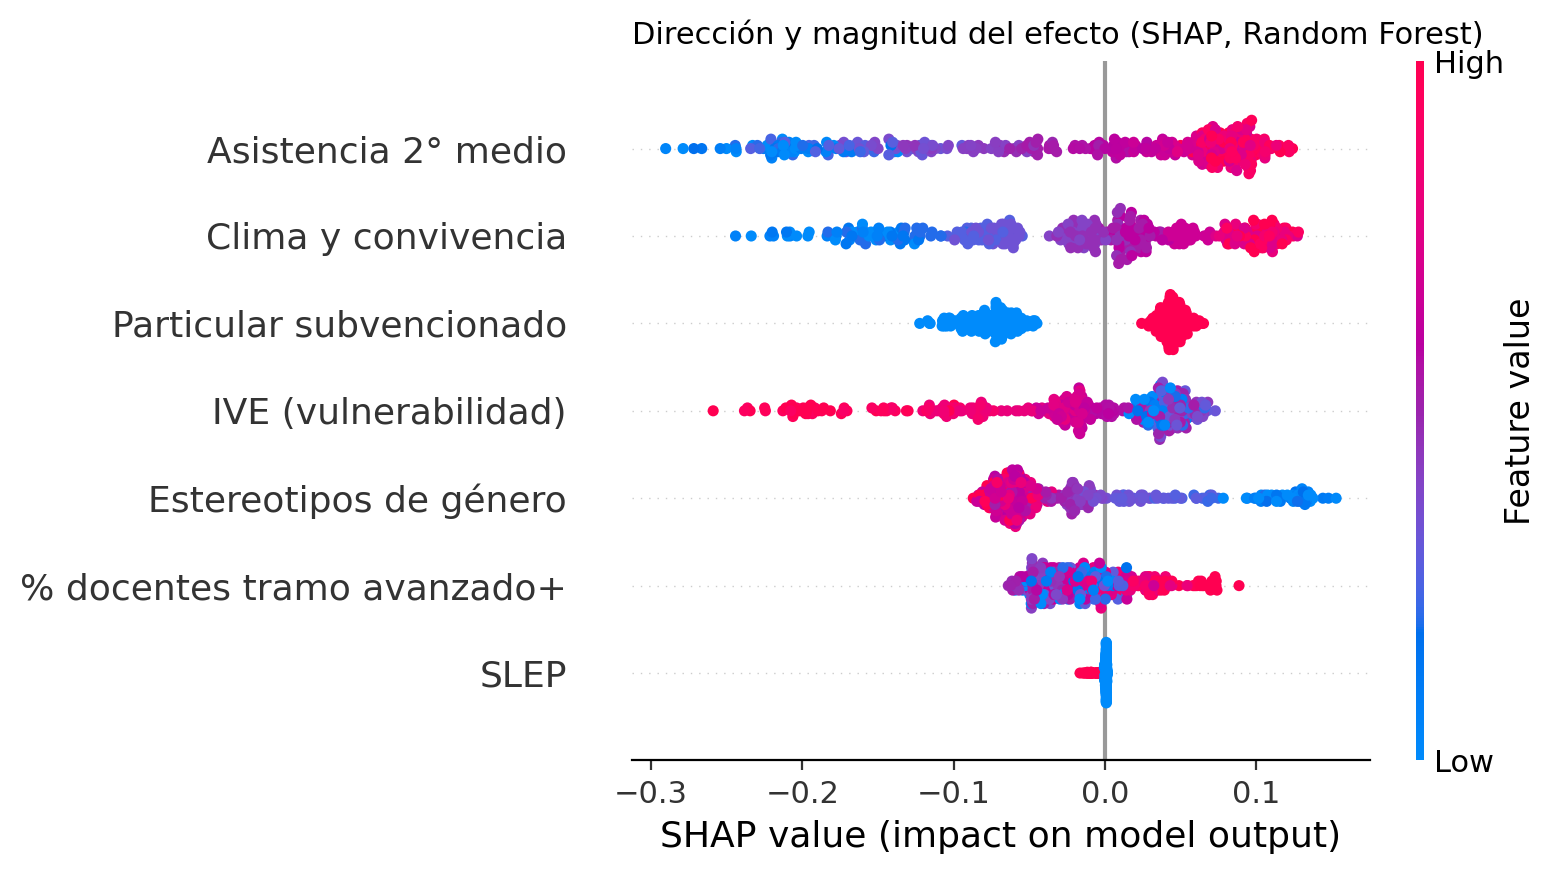 Dirección y magnitud del efecto (SHAP, Random Forest)
High
Asistencia 2° medio
Clima y convivencia
Particular subvencionado
IVE (vulnerabilidad)
Estereotipos de género
% docentes tramo avanzado+
SLEP
Feature value
Low
−0.3 −0.2 −0.1 0.0 0.1
SHAP value (impact on model output)